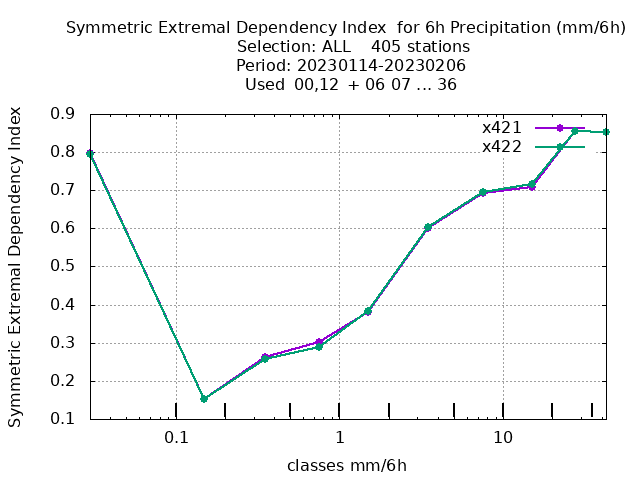 Symmetric Extremal Dependency Index  for 6h Precipitation (mm/6h)
Selection: ALL    405 stations
Period: 20230114-20230206
Used  00,12  + 06 07 ... 36
Symmetric Extremal Dependency Index
0.9
0.8
0.7
0.6
0.5
0.4
0.3
0.2
0.1
x421
x422
0.1
1
10
classes mm/6h